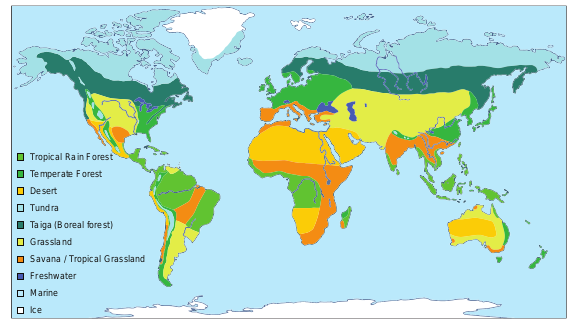 Tropical Rain Forest
Temperate Forest
Desert
Tundra
Taiga (Boreal forest)
Grassland
Savana / Tropical Grassland
Freshwater
Marine
Ice